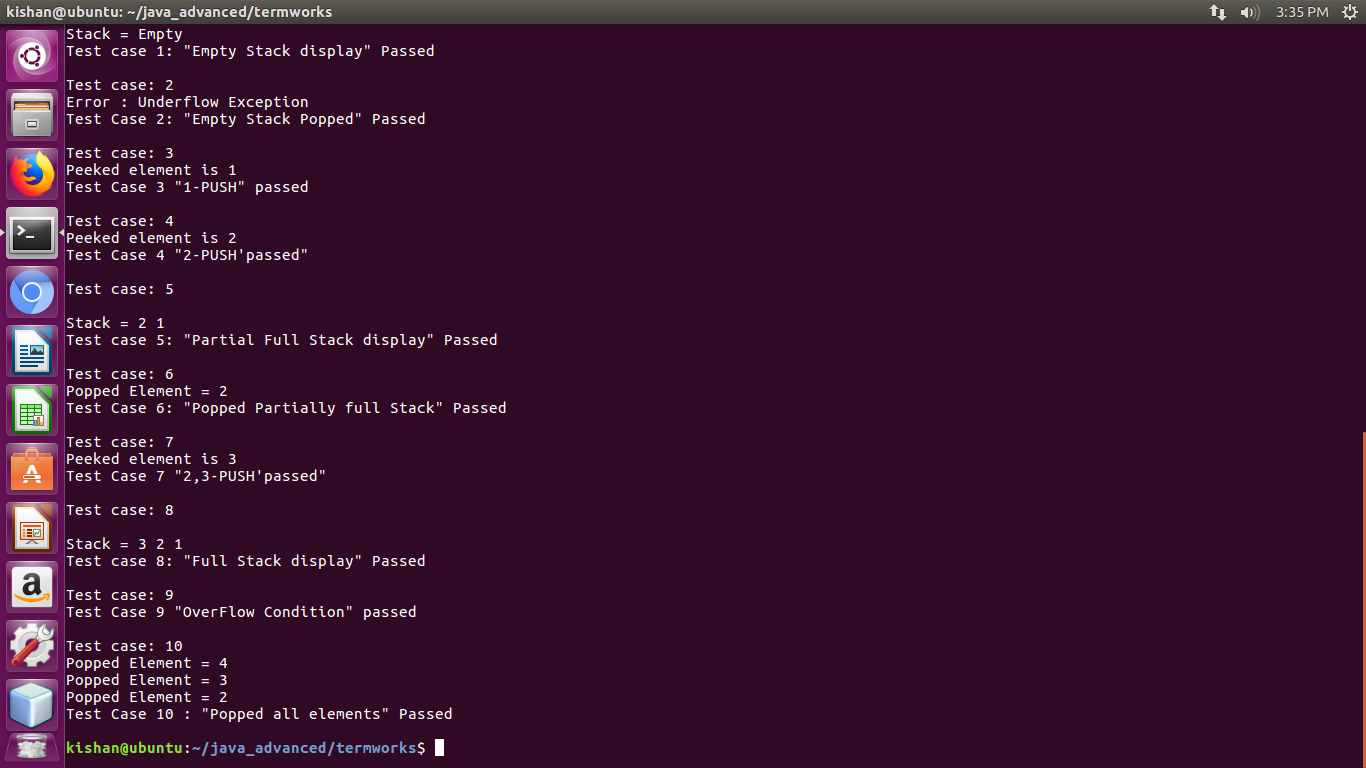 kishan@ubuntu: ~/java_advanced/termworks
3:35 PM
Stack = Empty
Test case 1: "Empty Stack display" Passed
Test case: 2
Error : Underflow Exception
Test Case 2: "Empty Stack Popped" Passed
Test case: 3
Peeked element is 1
Test Case 3 "1-PUSH" passed
Test case: 4
Peeked element is 2
Test Case 4 "2-PUSH'passed"
Test case: 5
Stack = 2 1
Test case 5: "Partial Full Stack display" Passed
Test case: 6
Popped Element = 2
Test Case 6: "Popped Partially full Stack" Passed
Test case: 7
Peeked element is 3
Test Case 7 "2,3-PUSH'passed"
Test case: 8
Stack = 3 2 1
Test case 8: "Full Stack display" Passed
Test case: 9
Test Case 9 "OverFlow Condition" passed
Test case: 10
Popped Element = 4
Popped Element = 3
Popped Element = 2
Test Case 10 : "Popped all elements" Passed
kishan@ubuntu:~/java_advanced/termworks$